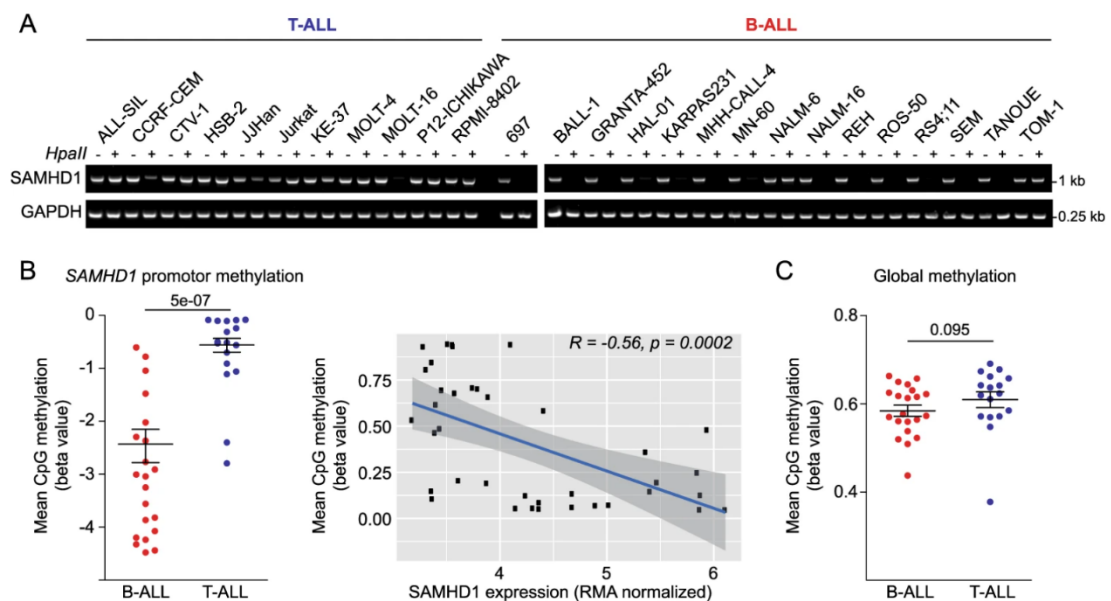 A
T-ALL
B-ALL
ALL-SIL
CCRF-CEM
CTV-1
HSB-2
JJHan
Jurkat
KE-37
MOLT-4
MOLT-16
P12-ICHIKAWA
RPMI-8402
697
BALL-1
GRANTA-452
HAL-01
KARPAS231
MHH-CALL-4
MN-60
NALM-6
NALM-16
REH
ROS-50
RS4;11
SEM
TANOUE
TOM-1
HpaII - + - + - + - + - + - + - + - + - + - + - + - + - + - + - + - + - + - + - + - + - + - + - + - + - + - +
SAMHD1
1 kb
GAPDH
0.25 kb
B
SAMHD1 promotor methylation
5e-07
Mean CpG methylation
(beta value)
0
-1
-2
-3
-4
B-ALL T-ALL
R = -0.56, p = 0.0002
Mean CpG methylation
(beta value)
0.75
0.50
0.25
0.00
4 5 6
SAMHD1 expression (RMA normalized)
C
Global methylation
0.095
Mean CpG methylation
(beta value)
0.8
0.6
0.4
B-ALL T-ALL